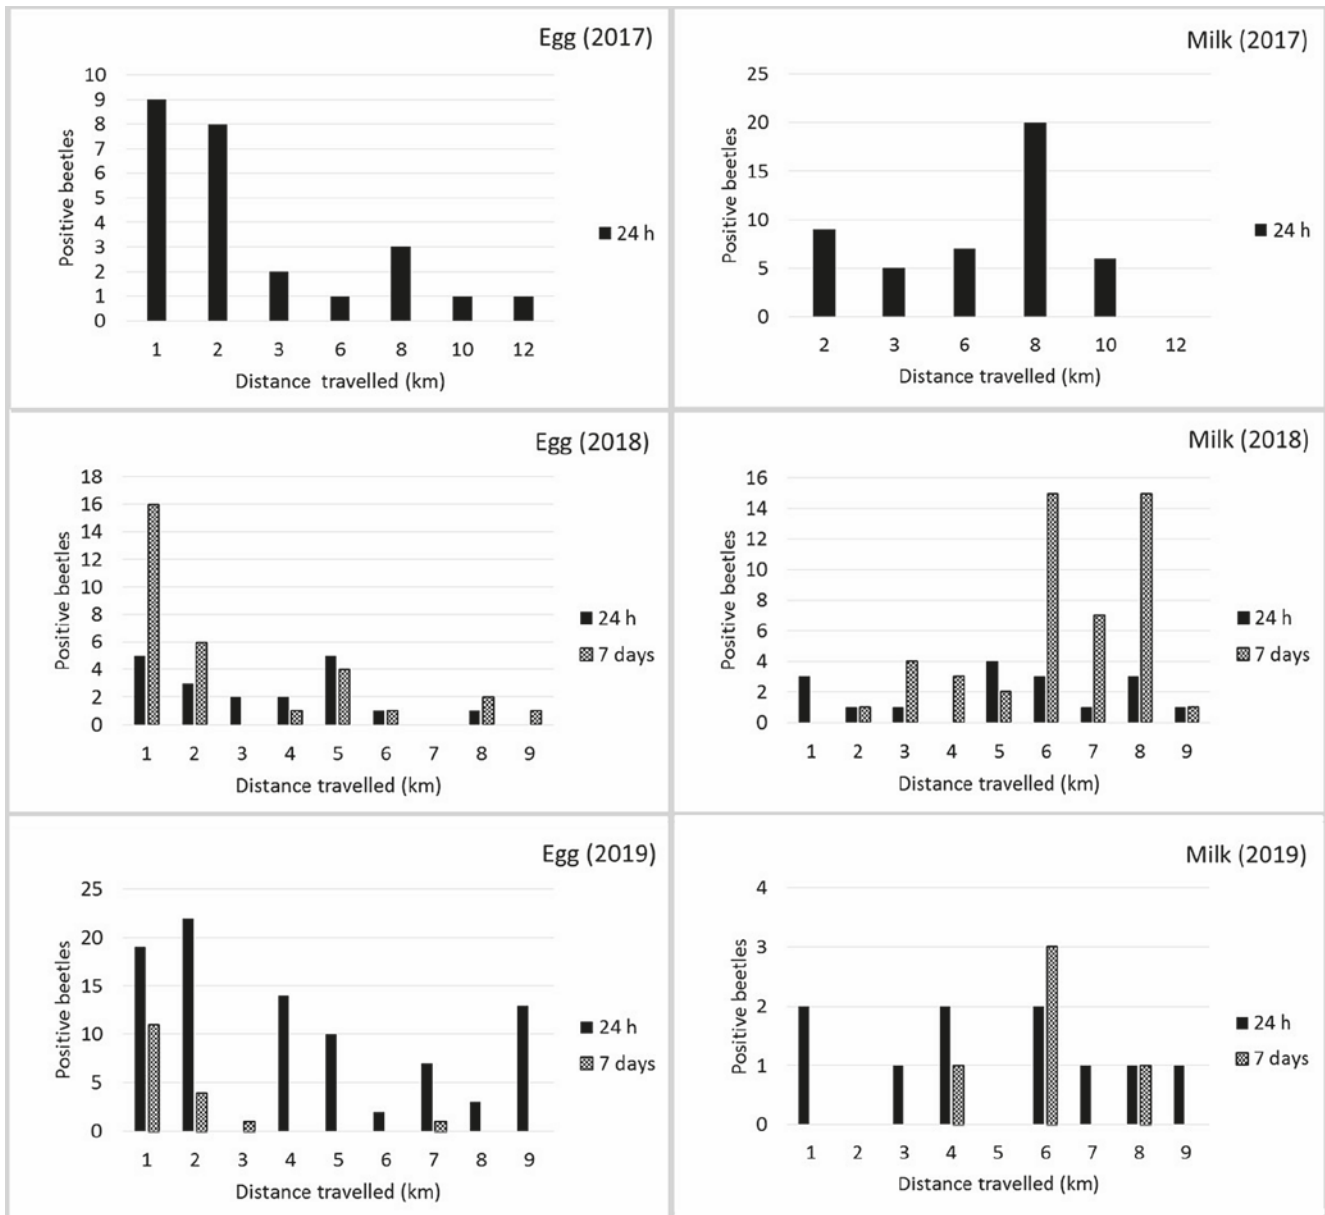 Egg (2017)
10
9
8
7
6
5
4
3
2
1
0
Positive beetles
1 2 3 6 8 10 12
Distance travelled (km)
24 h
Milk (2017)
25
20
15
10
5
0
Positive beetles
2 3 6 8 10 12
Distance travelled (km)
24 h
Egg (2018)
18
16
14
12
10
8
6
4
2
0
Positive beetles
1 2 3 4 5 6 7 8 9
Distance travelled (km)
24 h
7 days
Milk (2018)
16
14
12
10
8
6
4
2
0
Positive beetles
1 2 3 4 5 6 7 8 9
Distance travelled (km)
24 h
7 days
Egg (2019)
25
20
15
10
5
0
Positive beetles
1 2 3 4 5 6 7 8 9
Distance travelled (km)
24 h
7 days
Milk (2019)
4
3
2
1
0
Positive beetles
1 2 3 4 5 6 7 8 9
Distance travelled (km)
24 h
7 days